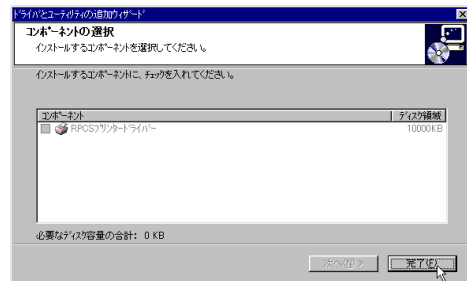 ﾄﾞﾗｲﾊﾞとﾕｰﾃｨﾘﾃｨの追加ｳｨｻﾞｰﾄﾞ
ｺﾝﾎﾟｰﾈﾝﾄの選択
ｲﾝｽﾄｰﾙするｺﾝﾎﾟｰﾈﾝﾄを選択してください。
ｲﾝｽﾄｰﾙするｺﾝﾎﾟｰﾈﾝﾄに、ﾁｪｯｸを入れてください。
ｺﾝﾎﾟｰﾈﾝﾄ ﾃﾞｨｽｸ領域
RPCSﾌﾟﾘﾝﾀｰﾄﾞﾗｲﾊﾞｰ 10000KB
必要なﾃﾞｨｽｸ容量の合計: 0 KB
次へ(N) > 完了(F)